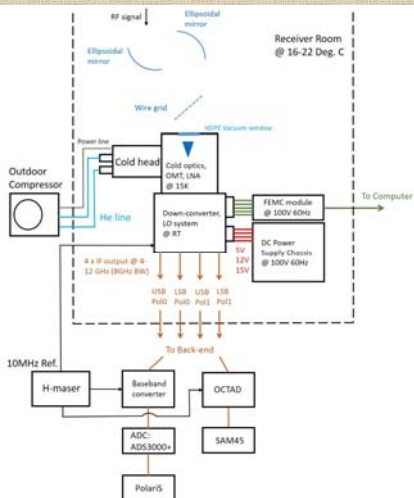 RF signal
Ellipsoidal
mirror
Ellipsoidal
mirror
Receiver Room
@ 16-22 Deg. C
Wire grid
HDPE Vacuum window
Power line
Cold head
Cold optics,
OMT, LNA
@ 15K
Outdoor
Compressor
He line
Down-converter,
LO system
@ RT
FEMC module
@ 100V 60Hz
To Computer
5V
12V
15V
DC Power
Supply Chassis
@ 100V 60Hz
4 x IF output @ 4-
12 GHz (8GHz BW)
USB
Pol0
LSB
Pol0
USB
Pol1
LSB
Pol1
To Back-end
10MHz Ref.
H-maser
Baseband
converter
OCTAD
ADC:
ADS3000+
SAM45
PolariS